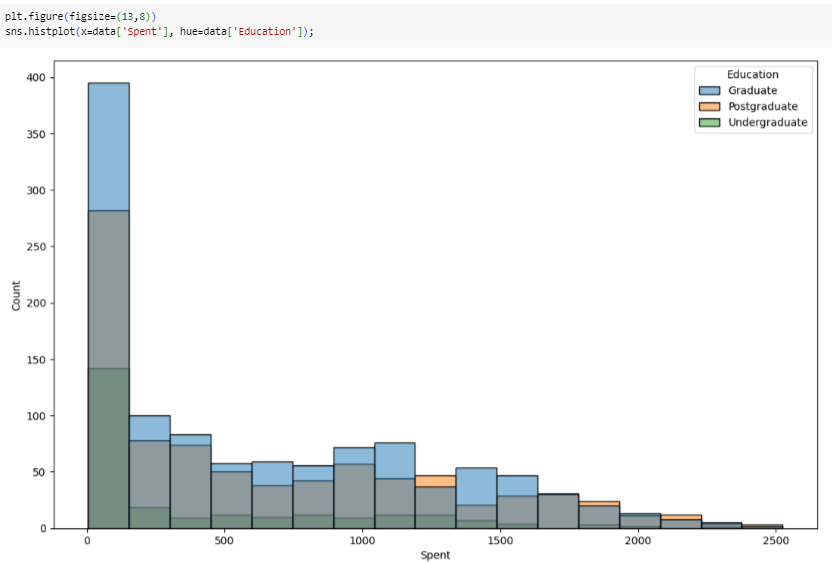 plt.figure(figsize=(13,8))
sns.histplot(x=data['Spent'], hue=data['Education']);
Education
Graduate
Postgraduate
Undergraduate
400
350
300
250
200
150
100
50
0
Count
0 500 1000 1500 2000 2500
Spent